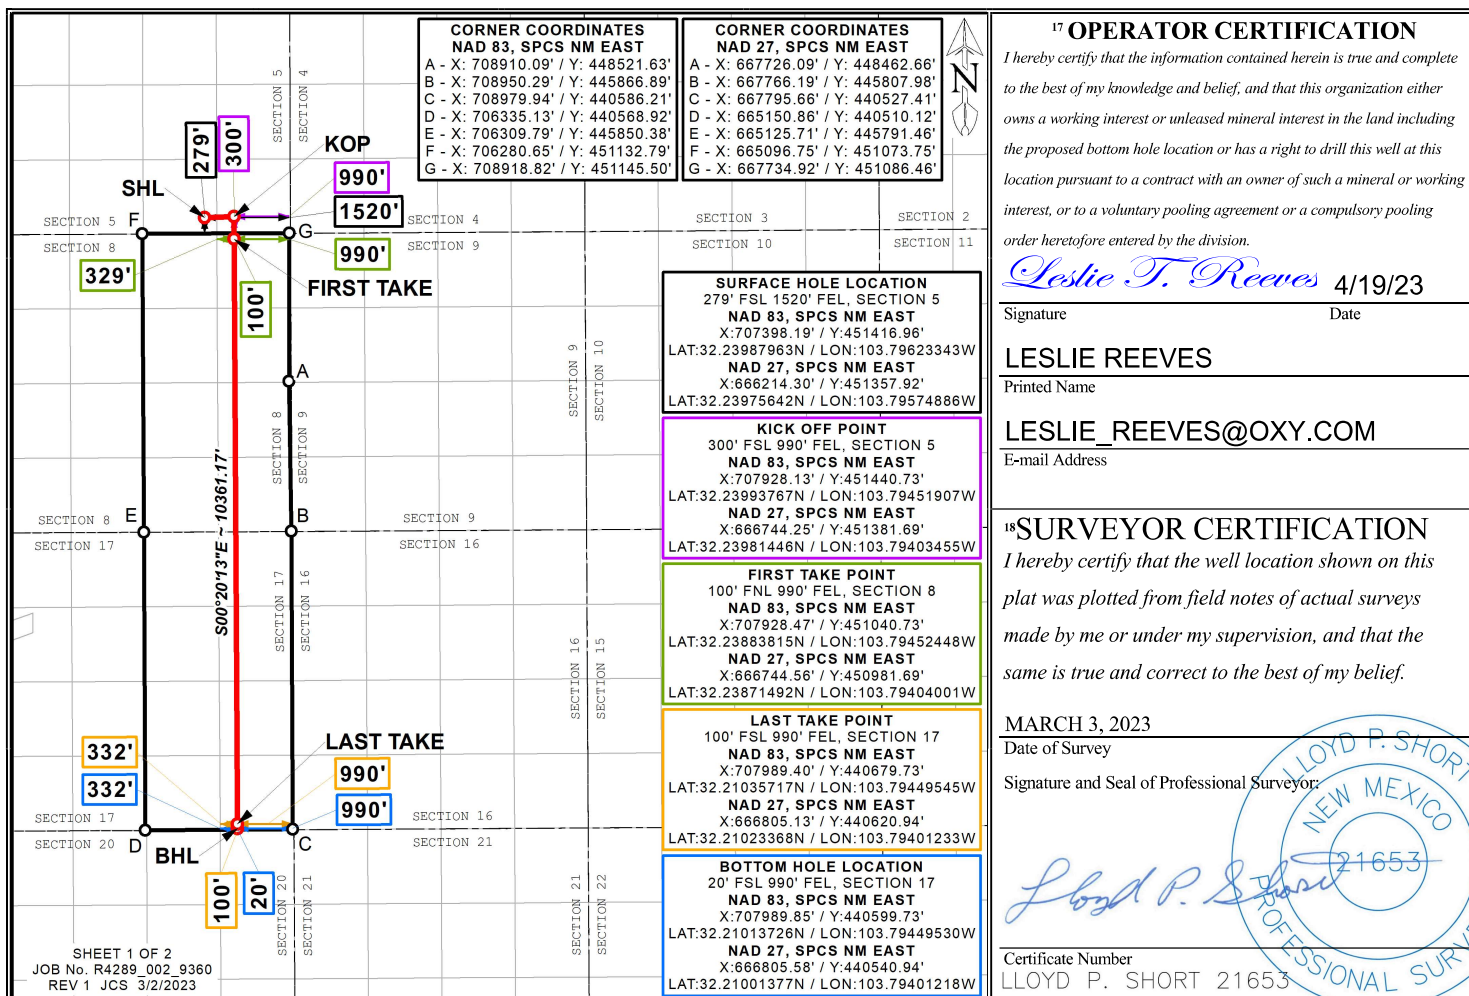 CORNER COORDINATES
NAD 83, SPCS NM EAST
A - X: 708910.09' / Y: 448521.63'
B - X: 708950.29' / Y: 445866.89'
C - X: 708979.94' / Y: 440586.21'
D - X: 706335.13' / Y: 440568.92'
E - X: 706309.79' / Y: 445850.38'
F - X: 706280.65' / Y: 451132.79'
G - X: 708918.82' / Y: 451145.50'
CORNER COORDINATES
NAD 27, SPCS NM EAST
A - X: 667726.09' / Y: 448462.66'
B - X: 667766.19' / Y: 445807.98'
C - X: 667795.66' / Y: 440527.41'
D - X: 665150.86' / Y: 440510.12'
E - X: 665125.71' / Y: 445791.46'
F - X: 665096.75' / Y: 451073.75'
G - X: 667734.92' / Y: 451086.46'
N
SECTION 5
SECTION 4
279'
300'
KOP
SHL
990'
1520'
SECTION 5
F
G
SECTION 4
SECTION 3
SECTION 2
SECTION 8
SECTION 9
SECTION 10
SECTION 11
990'
329'
100'
FIRST TAKE
A
SECTION 8
SECTION 9
SECTION 9
SECTION 10
S00°20'13"E ~ 10361.17'
SECTION 8
E
B
SECTION 9
SECTION 17
SECTION 16
SECTION 17
SECTION 16
SECTION 16
SECTION 15
332'
LAST TAKE
990'
332'
990'
SECTION 17
SECTION 16
SECTION 20
D
BHL
C
SECTION 21
100'
20'
SECTION 20
SECTION 21
SECTION 21
SECTION 22
SHEET 1 OF 2
JOB No. R4289_002_9360
REV 1 JCS 3/2/2023
SURFACE HOLE LOCATION
279' FSL 1520' FEL, SECTION 5
NAD 83, SPCS NM EAST
X:707398.19' / Y:451416.96'
LAT:32.23987963N / LON:103.79623343W
NAD 27, SPCS NM EAST
X:666214.30' / Y:451357.92'
LAT:32.23975642N / LON:103.79574886W
KICK OFF POINT
300' FSL 990' FEL, SECTION 5
NAD 83, SPCS NM EAST
X:707928.13' / Y:451440.73'
LAT:32.23993767N / LON:103.79451907W
NAD 27, SPCS NM EAST
X:666744.25' / Y:451381.69'
LAT:32.23981446N / LON:103.79403455W
FIRST TAKE POINT
100' FNL 990' FEL, SECTION 8
NAD 83, SPCS NM EAST
X:707928.47' / Y:451040.73'
LAT:32.23883815N / LON:103.79452448W
NAD 27, SPCS NM EAST
X:666744.56' / Y:450981.69'
LAT:32.23871492N / LON:103.79404001W
LAST TAKE POINT
100' FSL 990' FEL, SECTION 17
NAD 83, SPCS NM EAST
X:707989.40' / Y:440679.73'
LAT:32.21035717N / LON:103.79449545W
NAD 27, SPCS NM EAST
X:666805.13' / Y:440620.94'
LAT:32.21023368N / LON:103.79401233W
BOTTOM HOLE LOCATION
20' FSL 990' FEL, SECTION 17
NAD 83, SPCS NM EAST
X:707989.85' / Y:440599.73'
LAT:32.21013726N / LON:103.79449530W
NAD 27, SPCS NM EAST
X:666805.58' / Y:440540.94'
LAT:32.21001377N / LON:103.79401218W
17 OPERATOR CERTIFICATION
I hereby certify that the information contained herein is true and complete
to the best of my knowledge and belief, and that this organization either
owns a working interest or unleased mineral interest in the land including
the proposed bottom hole location or has a right to drill this well at this
location pursuant to a contract with an owner of such a mineral or working
interest, or to a voluntary pooling agreement or a compulsory pooling
order heretofore entered by the division.
Leslie T. Reeves 4/19/23
Signature Date
LESLIE REEVES
Printed Name
LESLIE_REEVES@OXY.COM
E-mail Address
18 SURVEYOR CERTIFICATION
I hereby certify that the well location shown on this
plat was plotted from field notes of actual surveys
made by me or under my supervision, and that the
same is true and correct to the best of my belief.
MARCH 3, 2023
Date of Survey
Signature and Seal of Professional Surveyor:
LLOYD P. SHORT
NEW MEXICO
21653
PROFESSIONAL SURVE
Lloyd P. Short
Certificate Number
LLOYD P. SHORT 21653